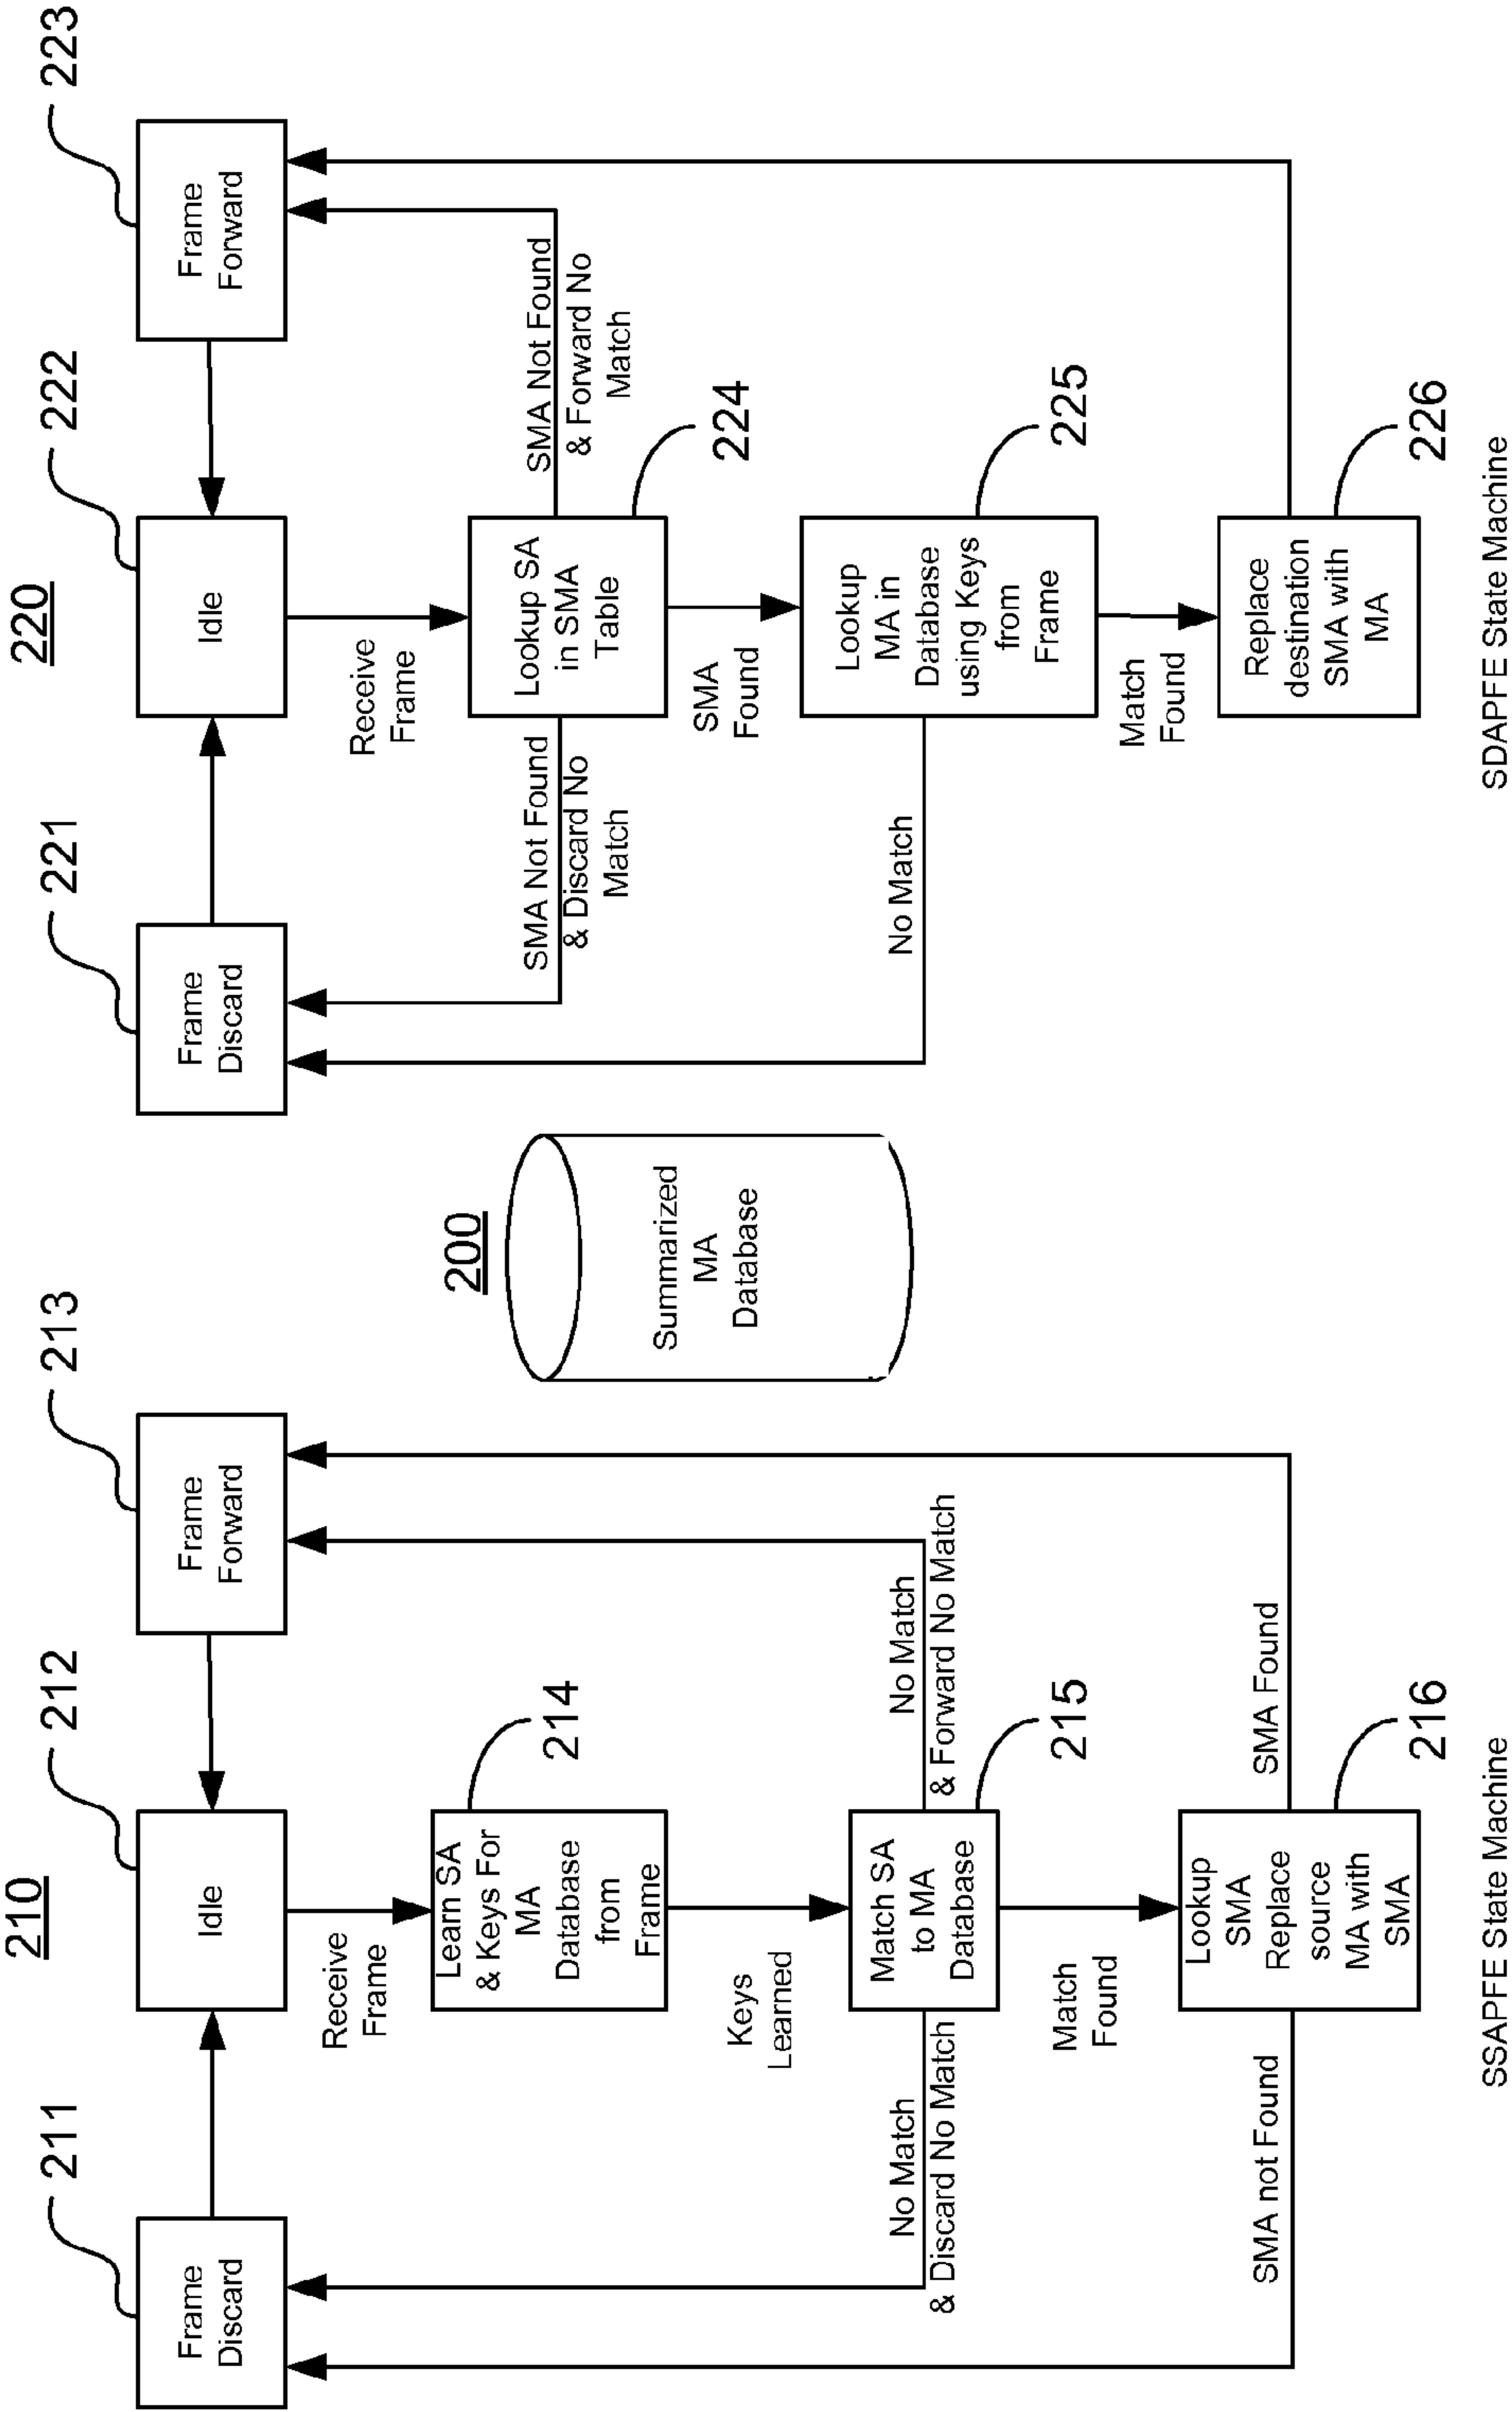 210
211
212
213
Frame
Discard
Idle
Frame
Forward
Receive
Frame
Learn SA
& Keys For
MA
Database
from
Frame
214
Keys
Learned
No Match
& Discard No Match
Match SA
to MA
Database
No Match
& Forward No Match
215
Match
Found
SMA not Found
Lookup
SMA
Replace
source
MA with
SMA
SMA Found
216
SSAPFE State Machine
200
Summarized
MA
Database
220
221
222
223
Frame
Discard
Idle
Frame
Forward
Receive
Frame
SMA Not Found
& Discard No
Match
Lookup SA
in SMA
Table
SMA Not Found
& Forward No
Match
224
SMA
Found
No Match
Lookup
MA in
Database
using Keys
from
Frame
225
Match
Found
Replace
destination
SMA with
MA
226
SDAPFE State Machine